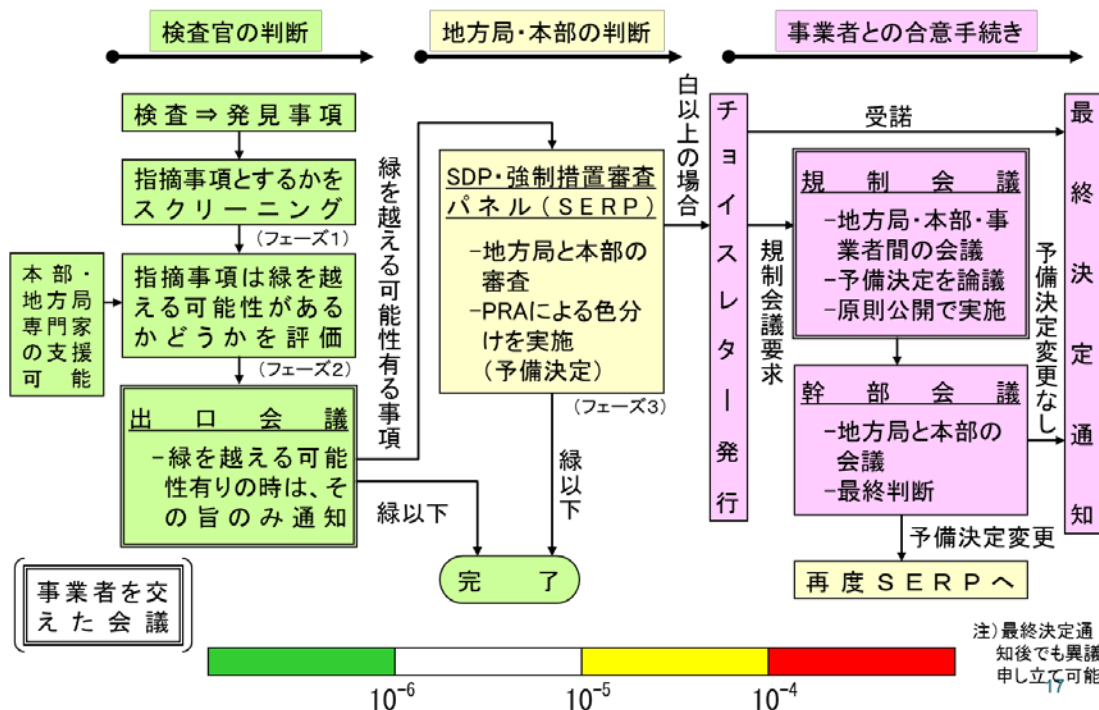 検査官の判断
地方局・本部の判断
事業者との合意手続き
検査⇒発見事項
指摘事項とするかを
スクリーニング
(フェーズ1)
本部・
地方局
専門家
の支援
可能
指摘事項は緑を越
える可能性がある
かどうかを評価
(フェーズ2)
出口会議
-緑を越える可能
性有りの時は、そ
の旨のみ通知
緑を越える可能性有る事項
緑以下
SDP・強制措置審査
パネル(SERP)
-地方局と本部の
審査
-PRAによる色分
けを実施
(予備決定)
(フェーズ3)
緑以下
完了
白以上の場合
チョイスレター発行
受諾
規制会議要求
規制会議
-地方局・本部・事
業者間の会議
-予備決定を論議
-原則公開で実施
幹部会議
-地方局と本部の
会議
-最終判断
予備決定変更なし
予備決定変更
再度SERPへ
最終決定通知
事業者を交
えた会議
10-6
10-5
10-4
注)最終決定通
知後でも異議
申し立て可能
17